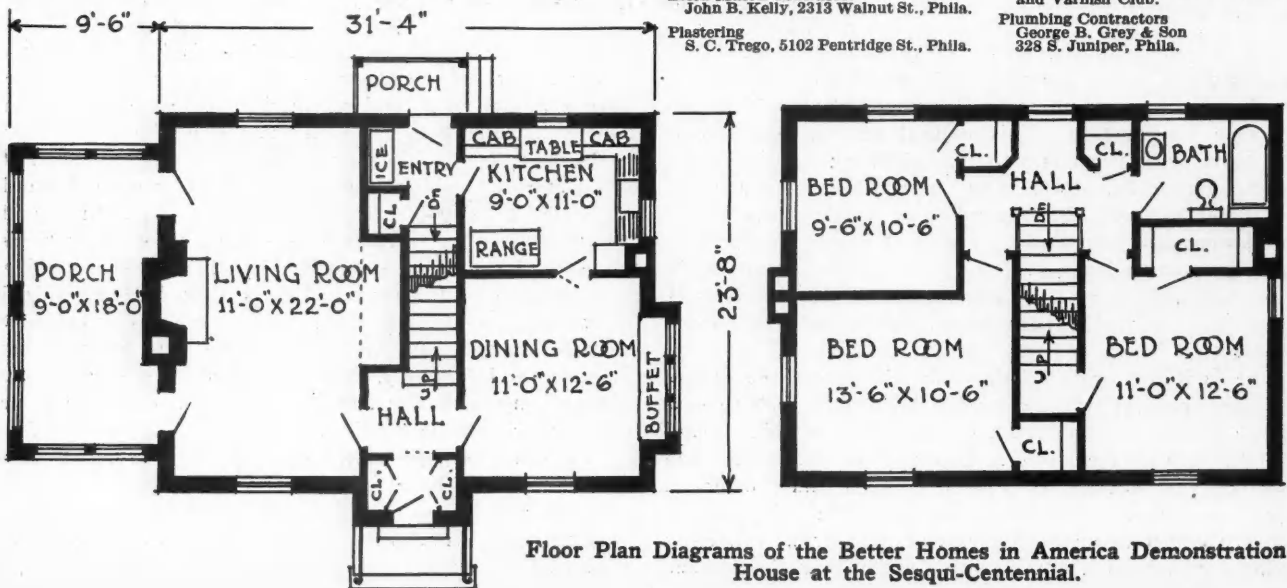 John B. Kelly, 2313 Walnut St., Phila.
Plastering
S. C. Trego, 5102 Pentridge St., Phila.
and Varnish Club.
Plumbing Contractors
George B. Grey & Son
328 S. Juniper, Phila.
9'-6"
31'-4"
PORCH
ICE
ENTRY
CAB
TABLE
CAB
KITCHEN
9'-0"X11'-0"
CL.
Dn
RANGE
PORCH
9'-0"X18'-0"
LIVING ROOM
11'-0"X22'-0"
DINING ROOM
11'-0"X12'-6"
BUFFET
UP
HALL
CL.
CL.
23'-8"
BED ROOM
9'-6"X10'-6"
CL.
HALL
CL.
BATH
Dn
CL.
BED ROOM
13'-6"X10'-6"
UP
BED ROOM
11'-0"X12'-6"
CL.
Floor Plan Diagrams of the Better Homes in America Demonstration
House at the Sesqui-Centennial.